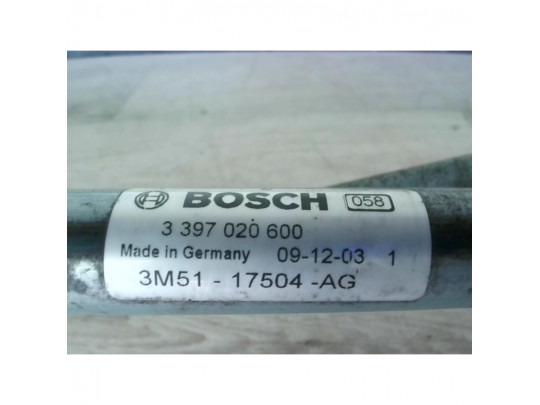 BOSCH 058
3 397 020 600
Made in Germany 09-12-03 1
3M51 - 17504 -AG